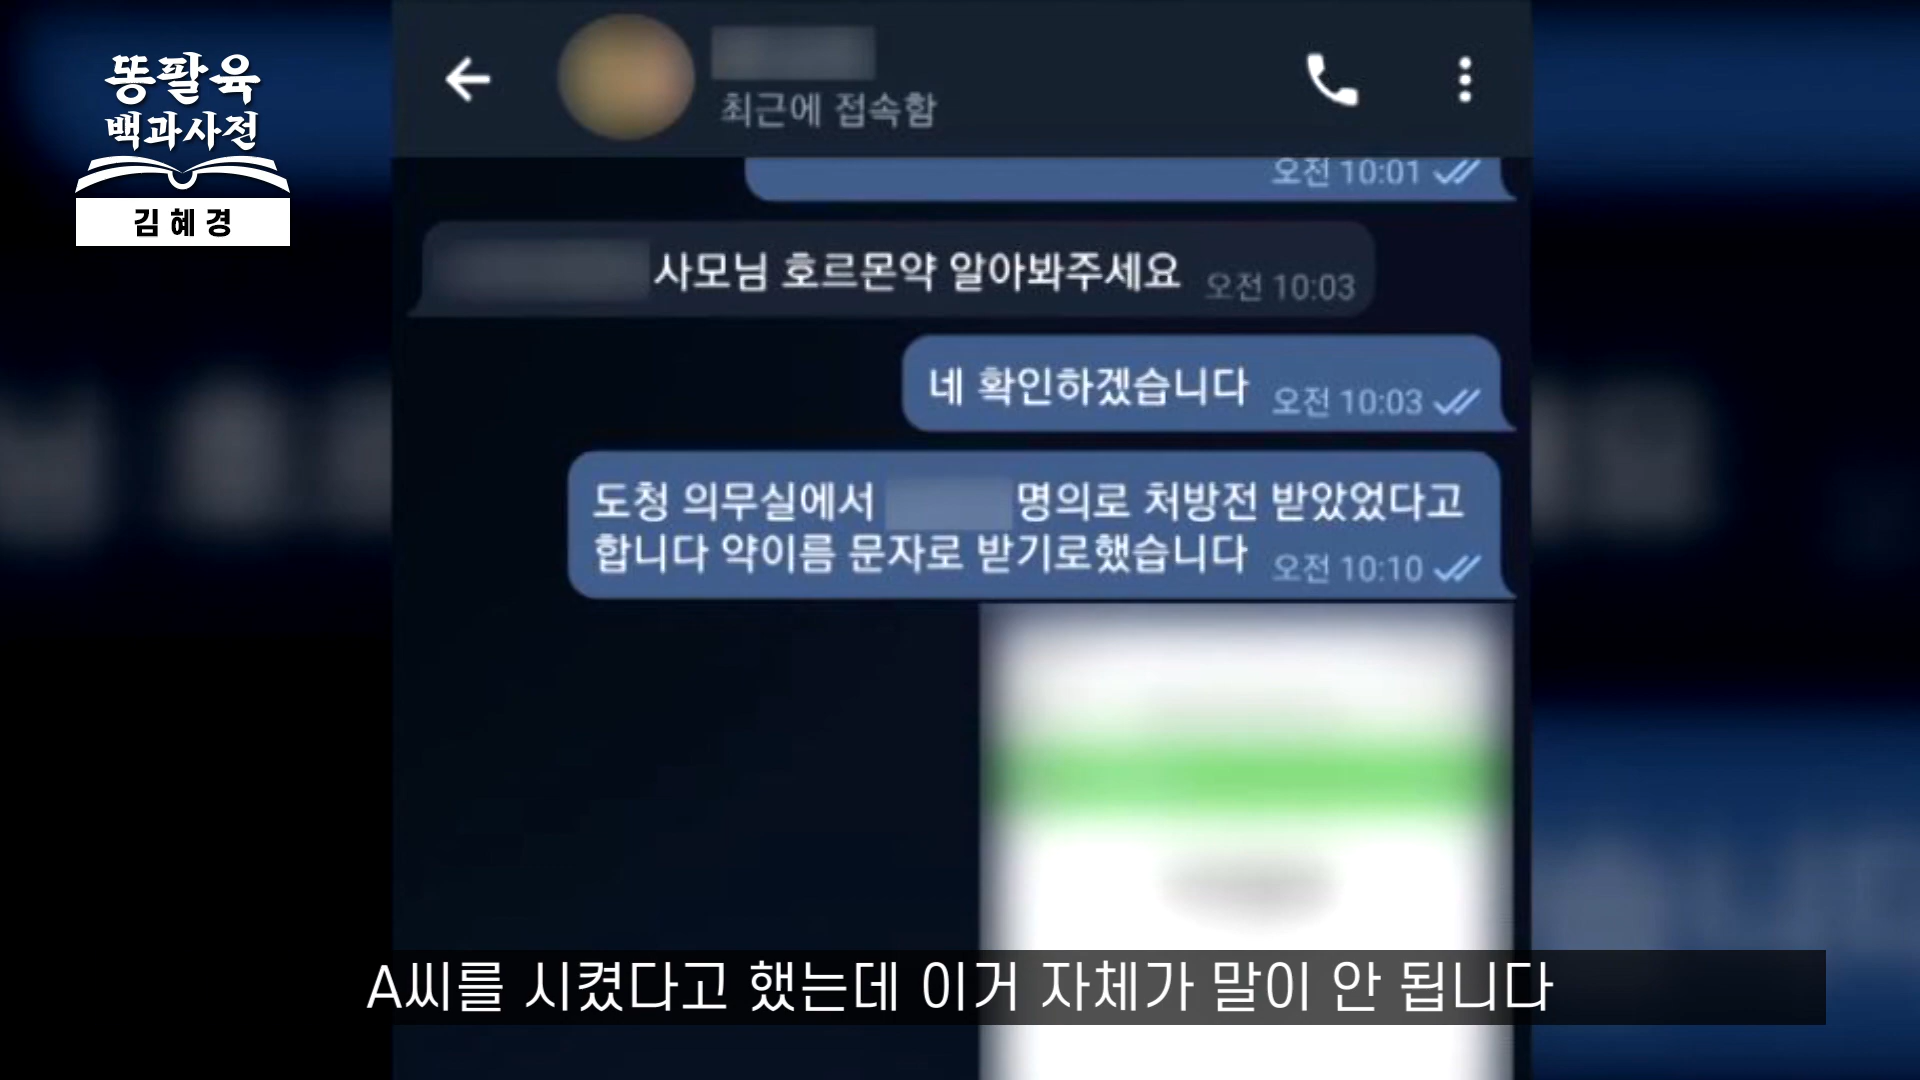 똥팔육
백과사전
김혜경
최근에 접속함
오전 10:01
사모님 호르몬약 알아봐주세요 오전 10:03
네 확인하겠습니다 오전 10:03
도청 의무실에서 명의로 처방전 받았었다고
합니다 약이름 문자로 받기로했습니다 오전 10:10
A씨를 시켰다고 했는데 이거 자체가 말이 안 됩니다